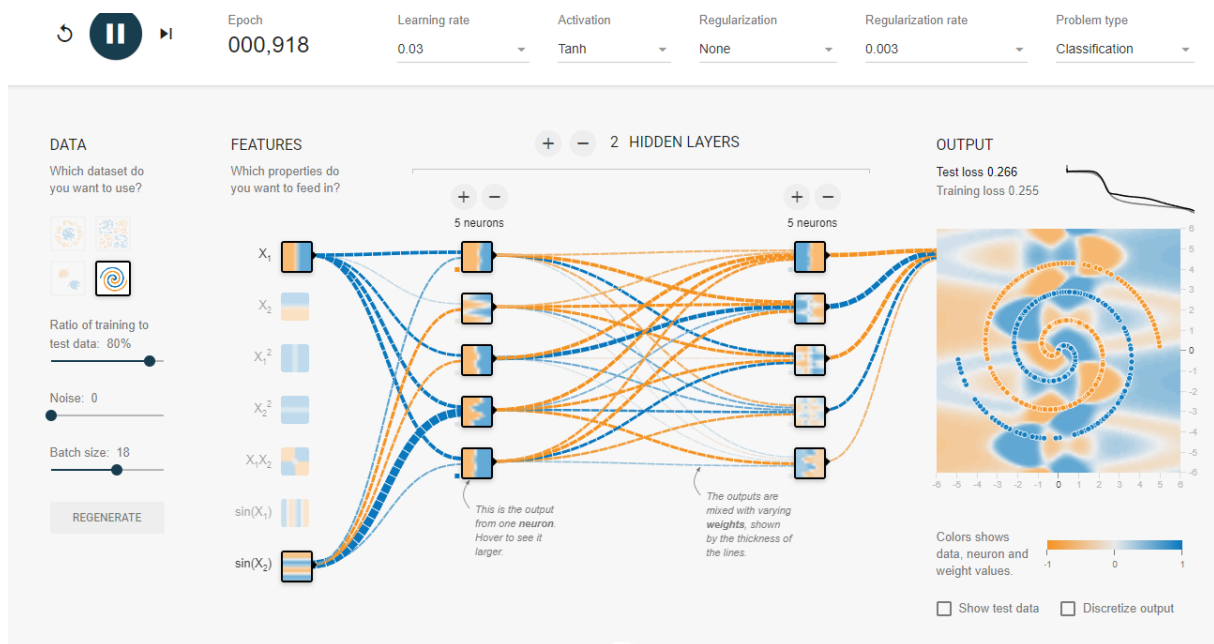 Epoch
000,918
Learning rate
0.03
Activation
Tanh
Regularization
None
Regularization rate
0.003
Problem type
Classification
DATA
Which dataset do
you want to use?
Ratio of training to
test data: 80%
Noise: 0
Batch size: 18
REGENERATE
FEATURES
Which properties do
you want to feed in?
X₁
X₂
X₁²
X₂²
X₁X₂
sin(X₁)
sin(X₂)
+ − 2 HIDDEN LAYERS
+ −
5 neurons
+ −
5 neurons
This is the output
from one neuron.
Hover to see it
larger.
The outputs are
mixed with varying
weights, shown
by the thickness of
the lines.
OUTPUT
Test loss 0.266
Training loss 0.255
6
5
4
3
2
1
0
-1
-2
-3
-4
-5
-6
-6 -5 -4 -3 -2 -1 0 1 2 3 4 5 6
Colors shows
data, neuron and
weight values.
-1 0 1
Show test data
Discretize output